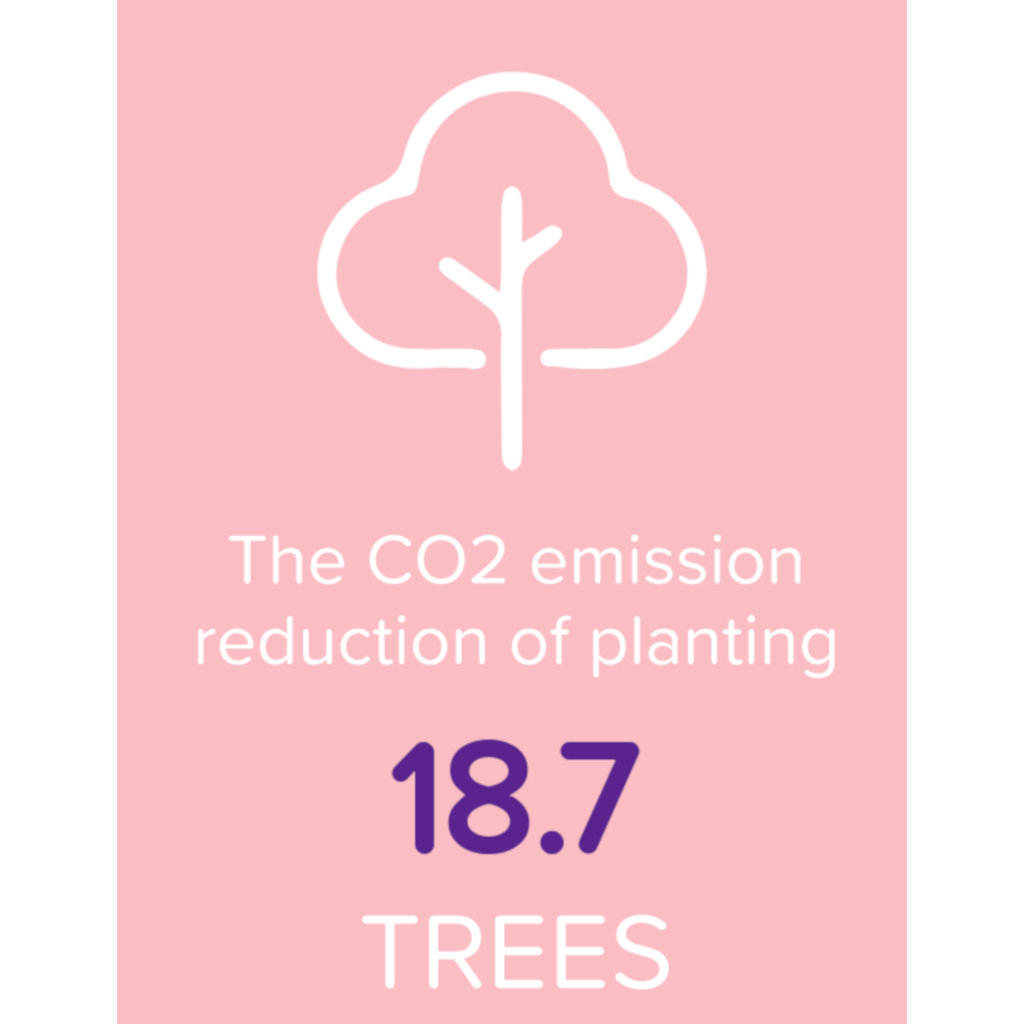 The CO2 emission
reduction of planting
18.7
TREES